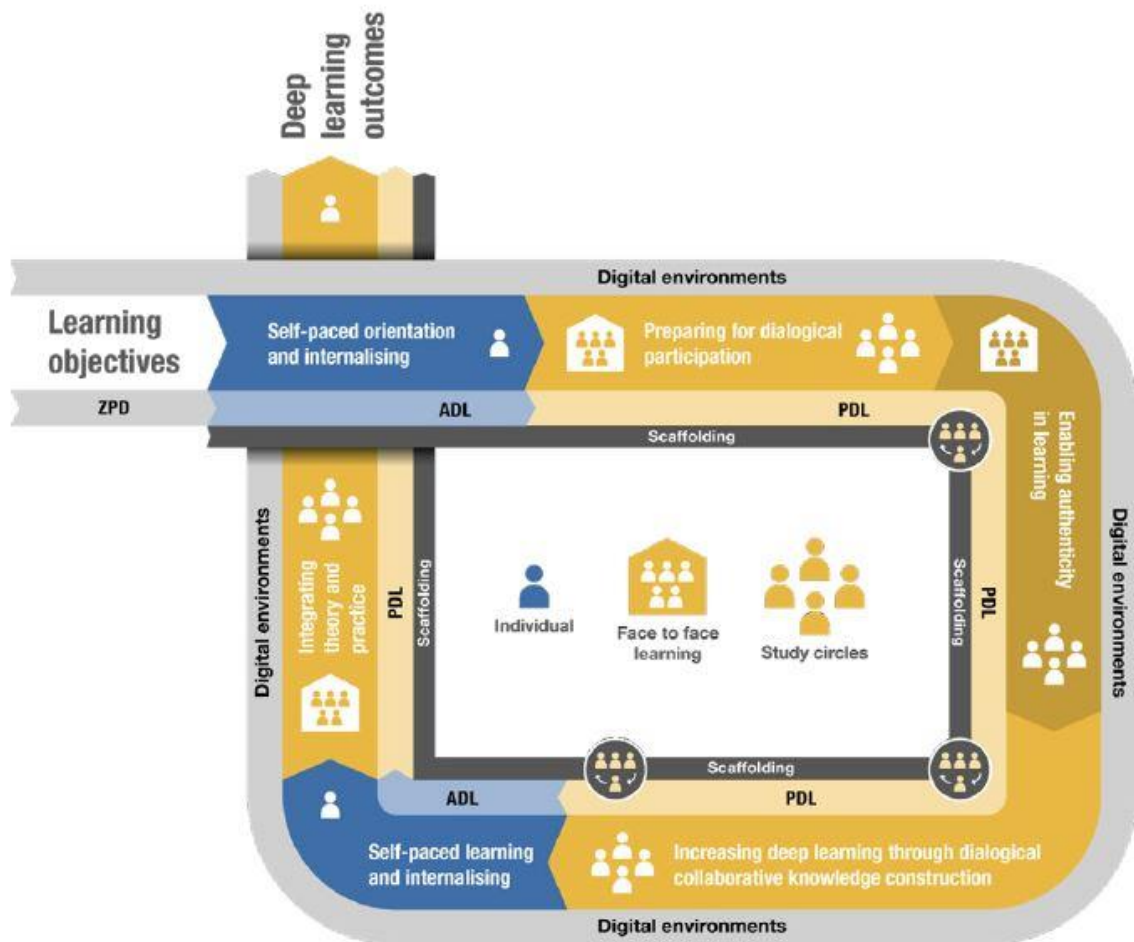 Deep
learning
outcomes
Digital environments
Learning
objectives
Self-paced orientation
and internalising
Preparing for dialogical
participation
Enabling authenticity
in learning
ZPD
ADL
PDL
Scaffolding
Digital environments
Integrating
theory and
practice
PDL
Scaffolding
Individual
Face to face
learning
Study circles
Scaffolding
PDL
Digital environments
Scaffolding
ADL
PDL
Self-paced learning
and internalising
Increasing deep learning through dialogical
collaborative knowledge construction
Digital environments